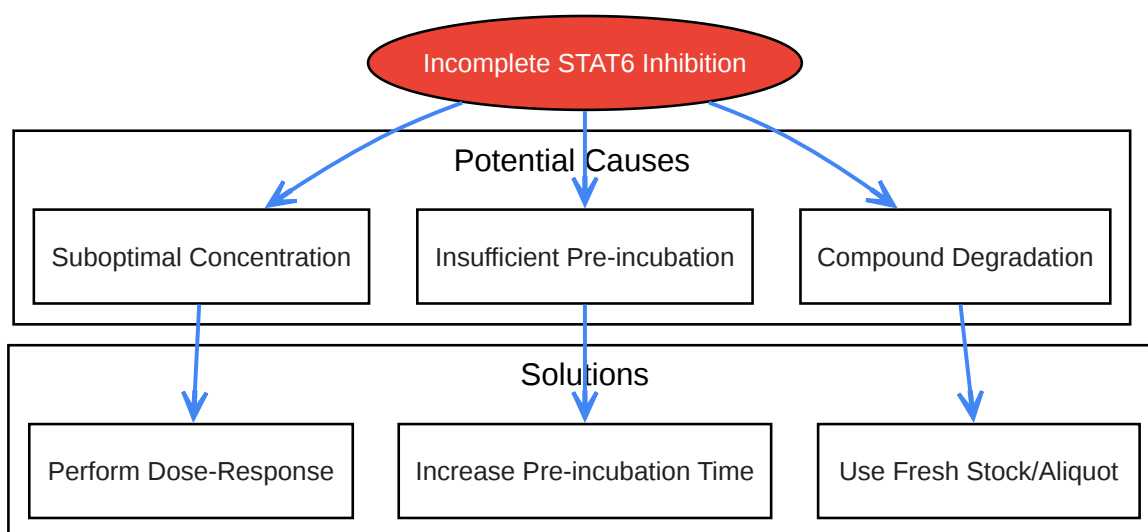 Incomplete STAT6 Inhibition
Potential Causes
Suboptimal Concentration
Insufficient Pre-incubation
Compound Degradation
Solutions
Perform Dose-Response
Increase Pre-incubation Time
Use Fresh Stock/Aliquot